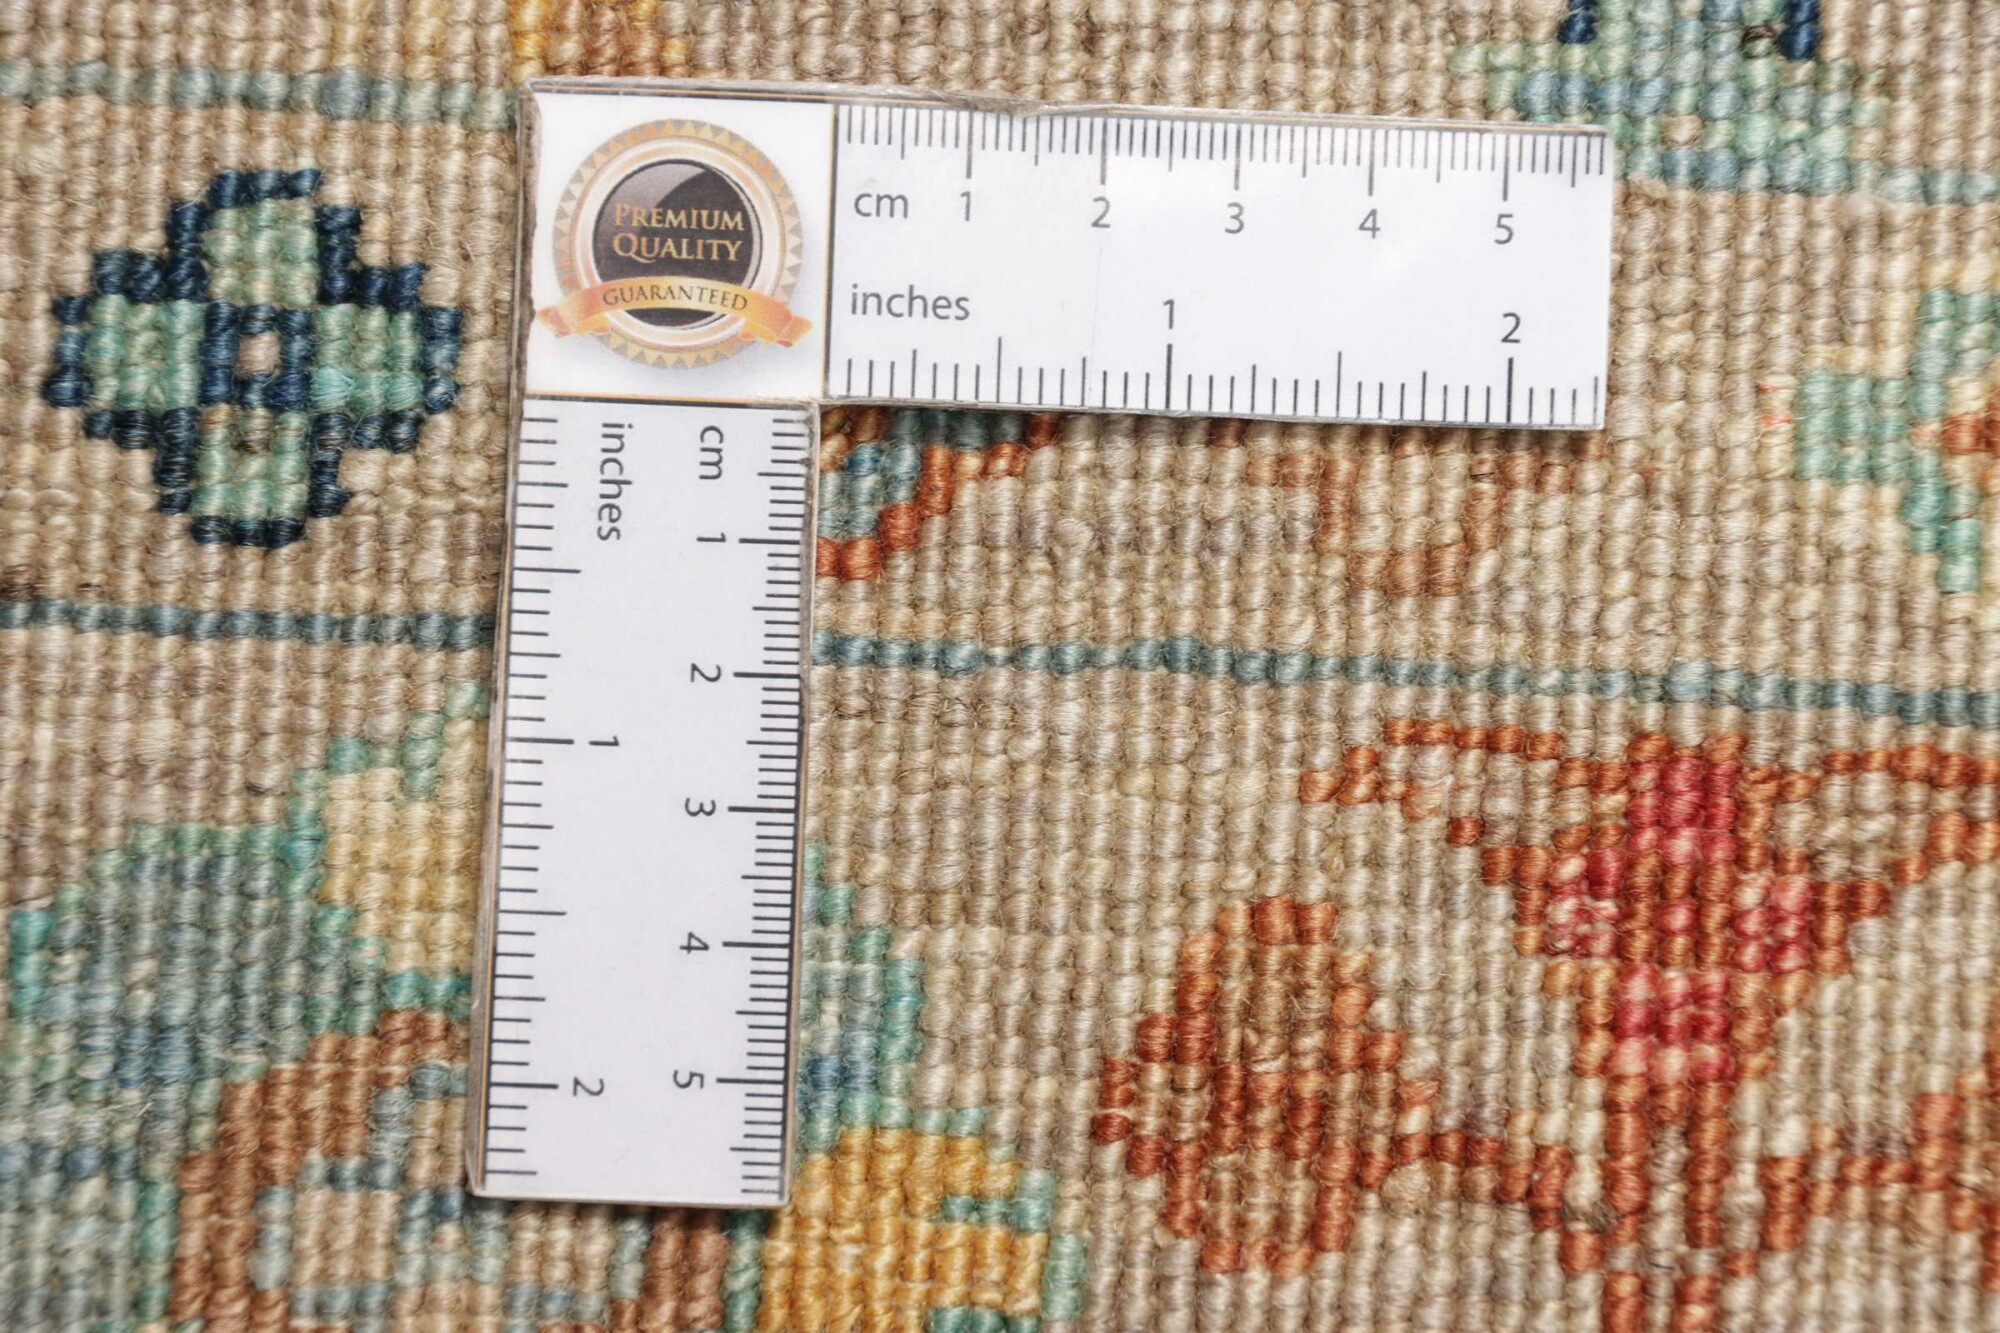 PREMIUM
QUALITY
GUARANTEED
cm 1 2 3 4 5
inches 1 2
cm 1 2 3 4 5
inches 1 2